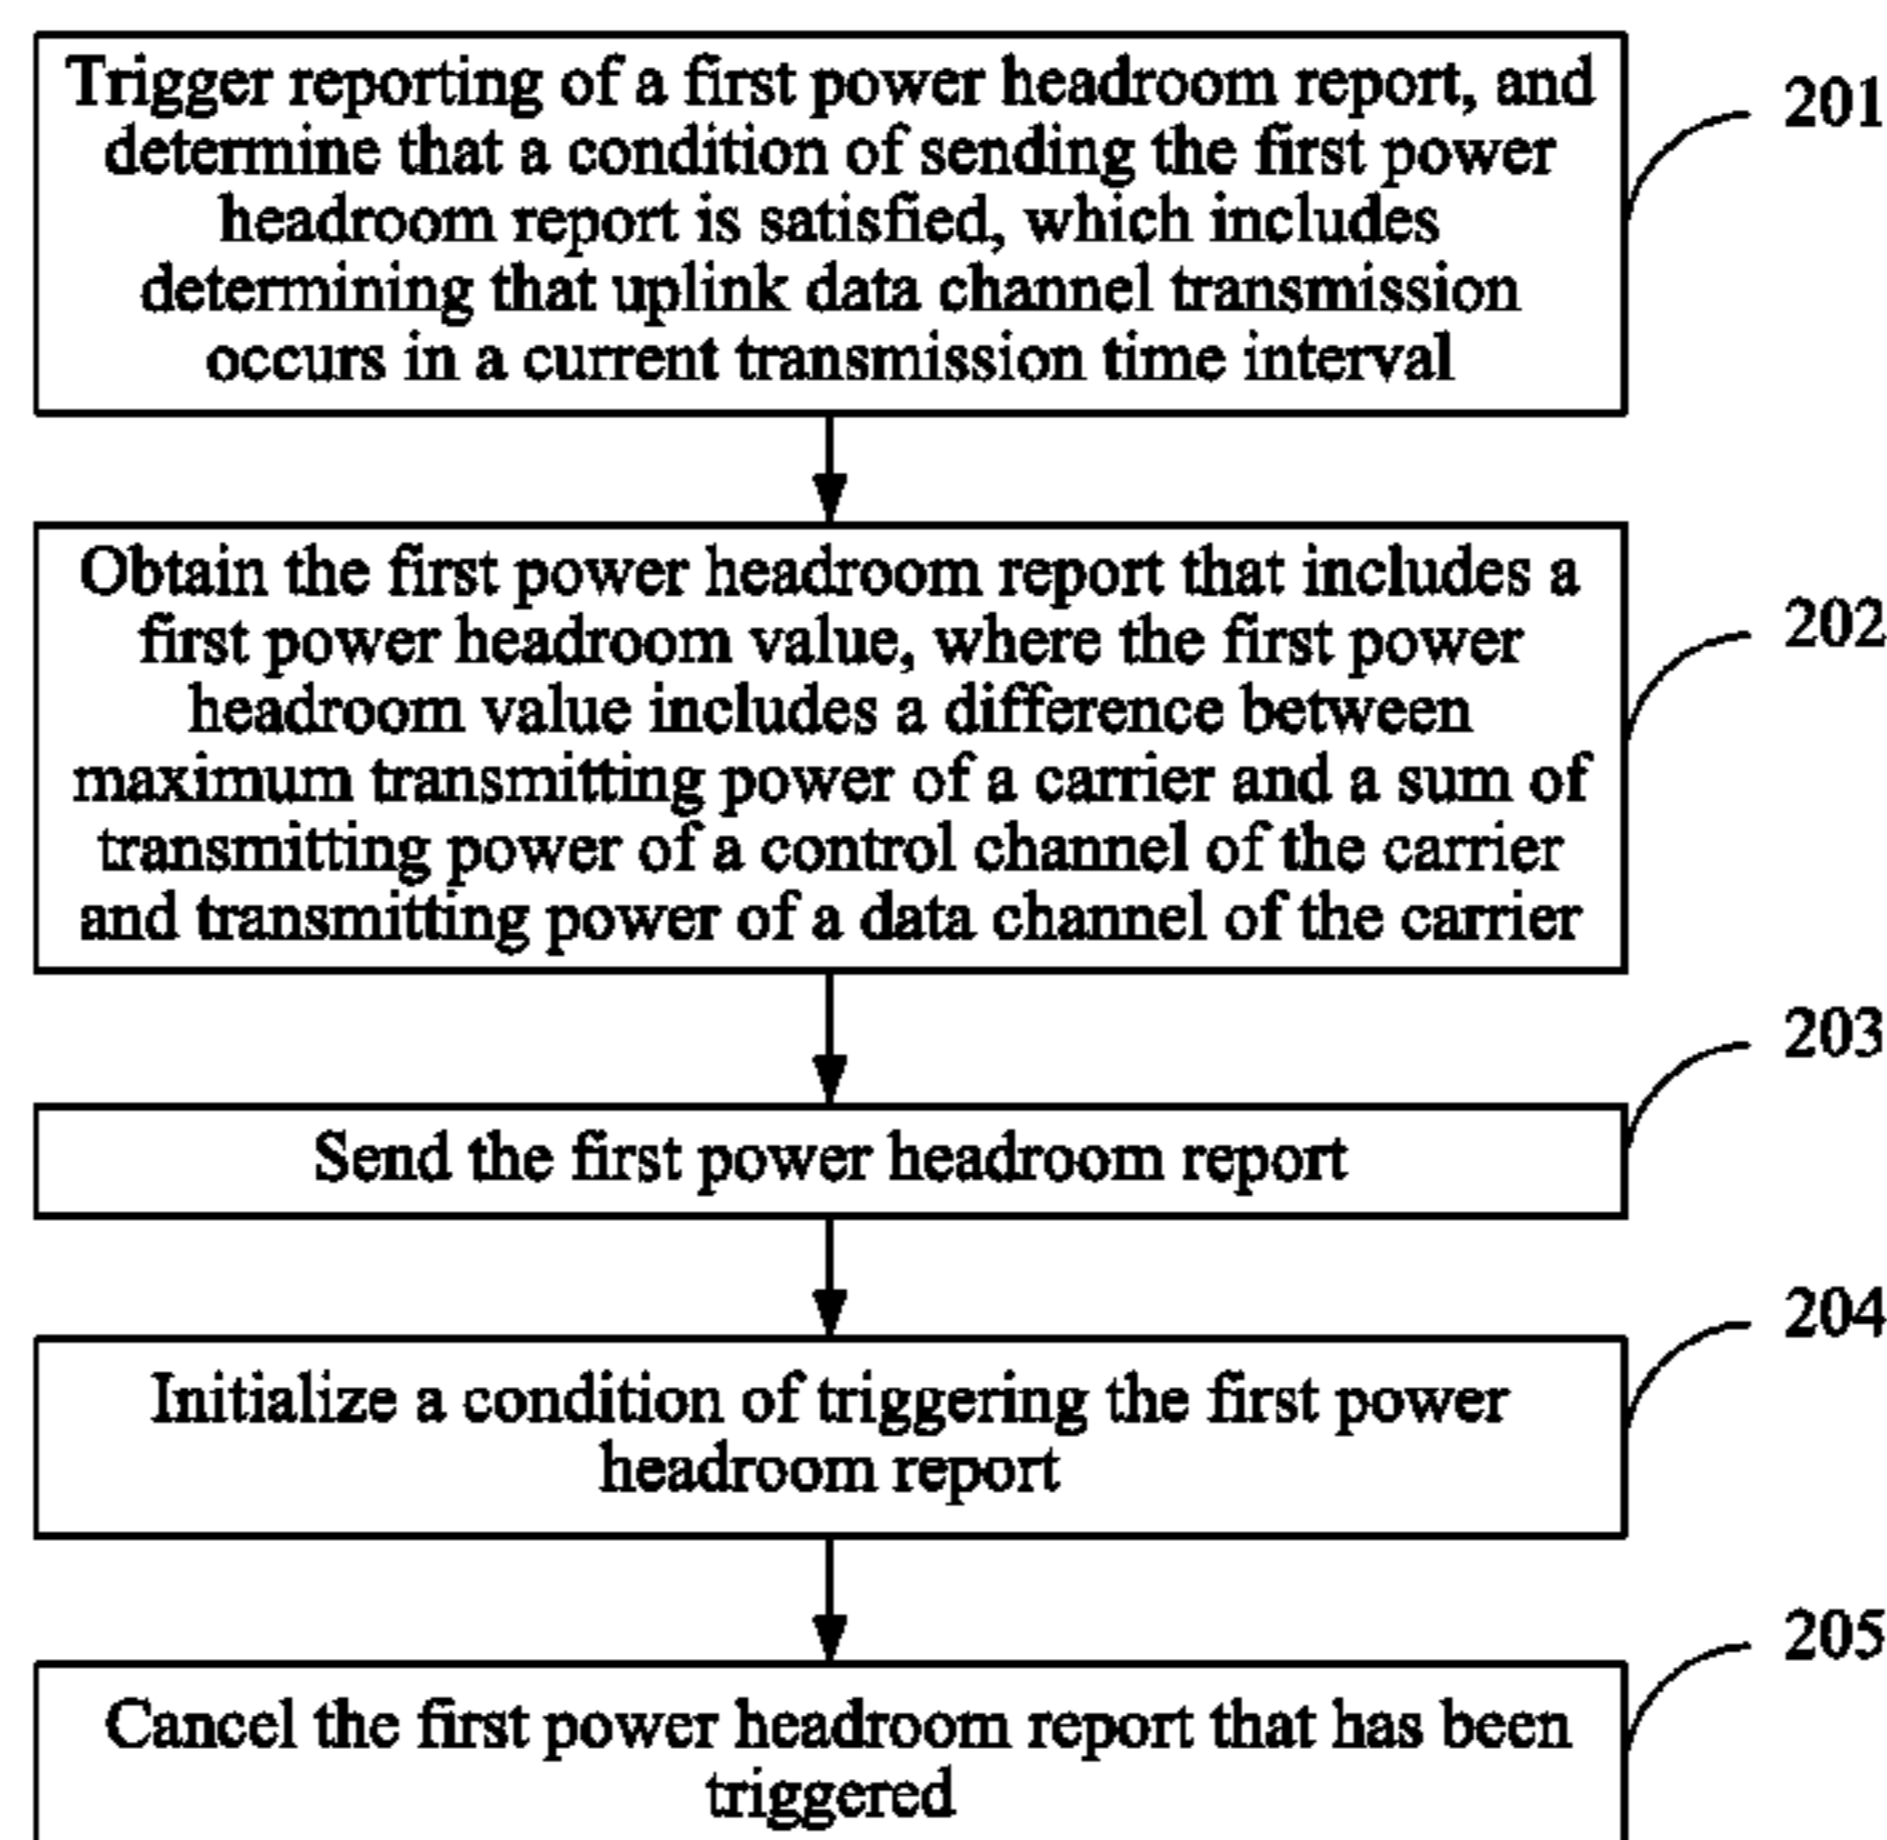 Trigger reporting of a first power headroom report, and
determine that a condition of sending the first power
headroom report is satisfied, which includes
determining that uplink data channel transmission
occurs in a current transmission time interval
201
Obtain the first power headroom report that includes a
first power headroom value, where the first power
headroom value includes a difference between
maximum transmitting power of a carrier and a sum of
transmitting power of a control channel of the carrier
and transmitting power of a data channel of the carrier
202
Send the first power headroom report
203
Initialize a condition of triggering the first power
headroom report
204
Cancel the first power headroom report that has been
triggered
205